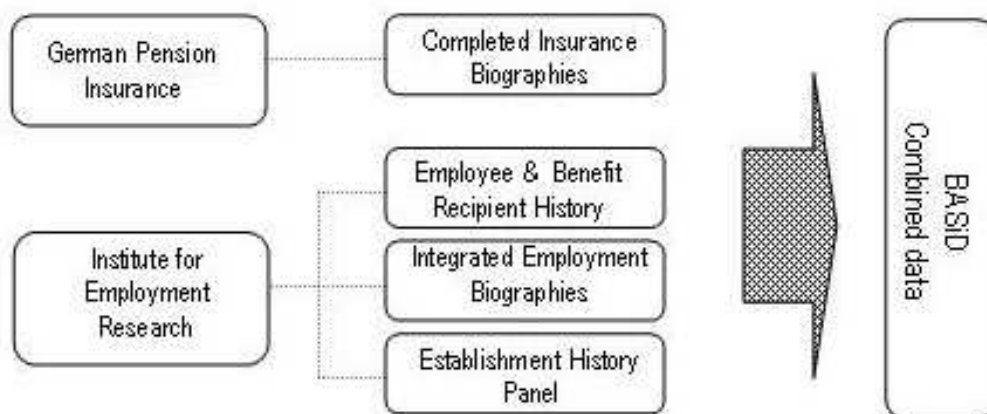 German Pension
Insurance
Completed Insurance
Biographies
Employee & Benefit
Recipient History
Institute for
Employment
Research
Integrated Employment
Biographies
Establishment History
Panel
BASiD
Combined data